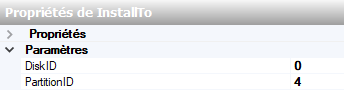 Propriétés de InstallTo
Propriétés
Paramètres
DiskID 0
PartitionID 4